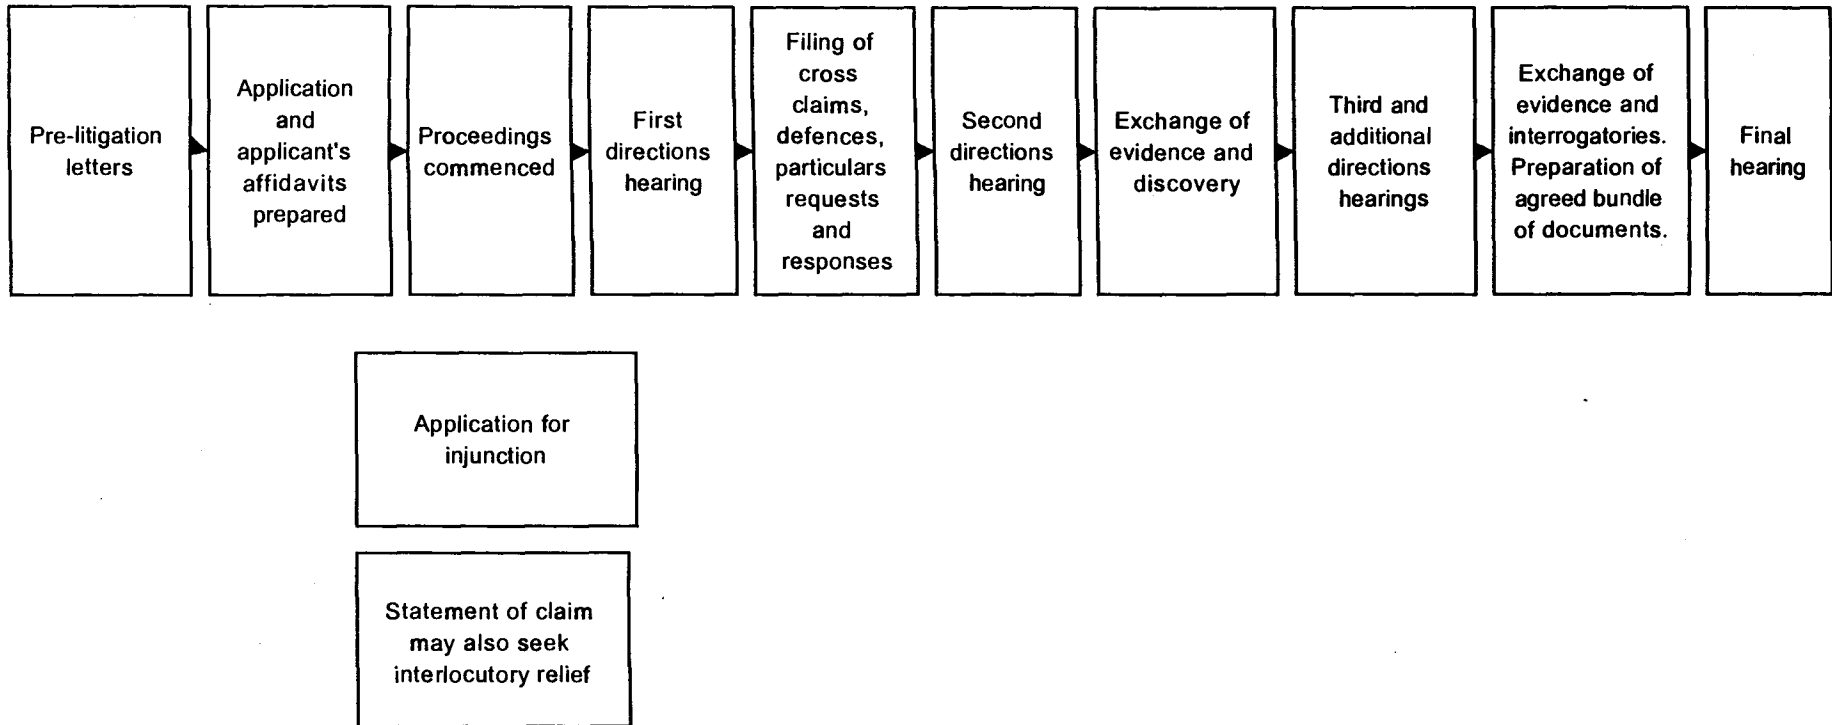 Pre-litigation
letters
Application
and
applicant's
affidavits
prepared
Proceedings
commenced
First
directions
hearing
Filing of
cross
claims,
defences,
particulars
requests
and
responses
Second
directions
hearing
Exchange of
evidence and
discovery
Third and
additional
directions
hearings
Exchange of
evidence and
interrogatories.
Preparation of
agreed bundle
of documents.
Final
hearing
Application for
injunction
Statement of claim
may also seek
interlocutory relief